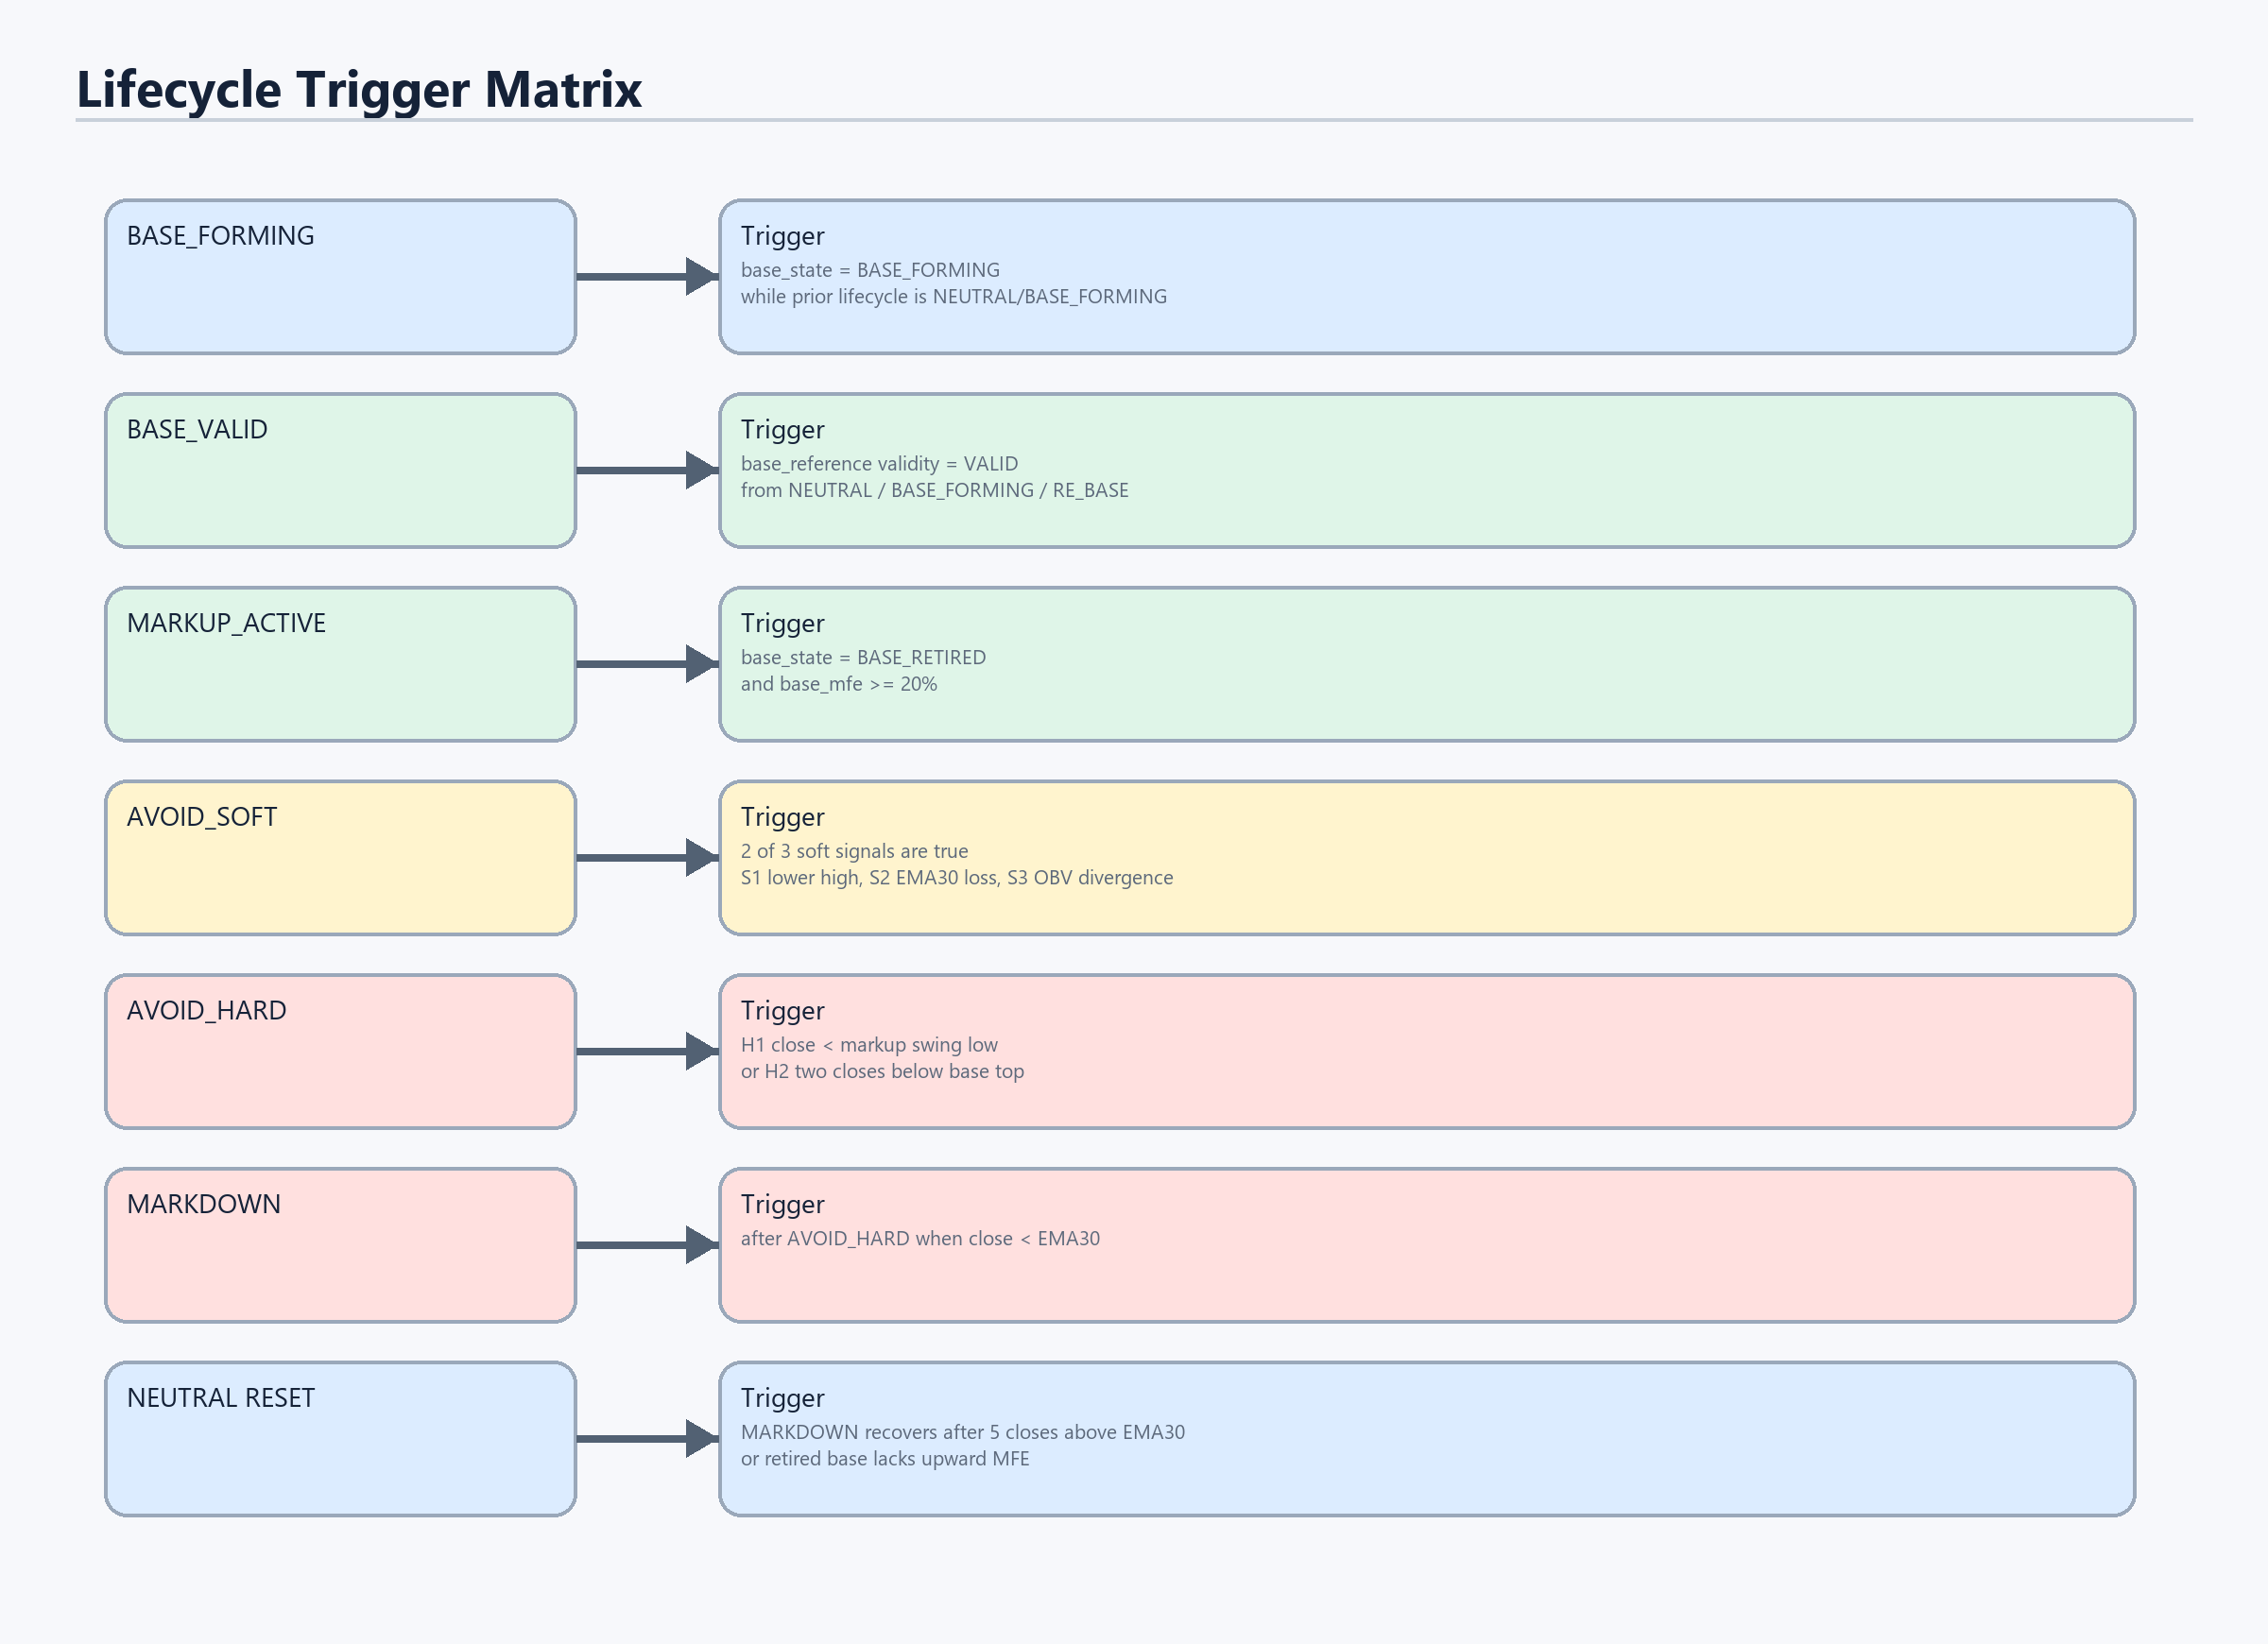 Lifecycle Trigger Matrix
BASE_FORMING
Trigger
base_state = BASE_FORMING
while prior lifecycle is NEUTRAL/BASE_FORMING
BASE_VALID
Trigger
base_reference validity = VALID
from NEUTRAL / BASE_FORMING / RE_BASE
MARKUP_ACTIVE
Trigger
base_state = BASE_RETIRED
and base_mfe >= 20%
AVOID_SOFT
Trigger
2 of 3 soft signals are true
S1 lower high, S2 EMA30 loss, S3 OBV divergence
AVOID_HARD
Trigger
H1 close < markup swing low
or H2 two closes below base top
MARKDOWN
Trigger
after AVOID_HARD when close < EMA30
NEUTRAL RESET
Trigger
MARKDOWN recovers after 5 closes above EMA30
or retired base lacks upward MFE